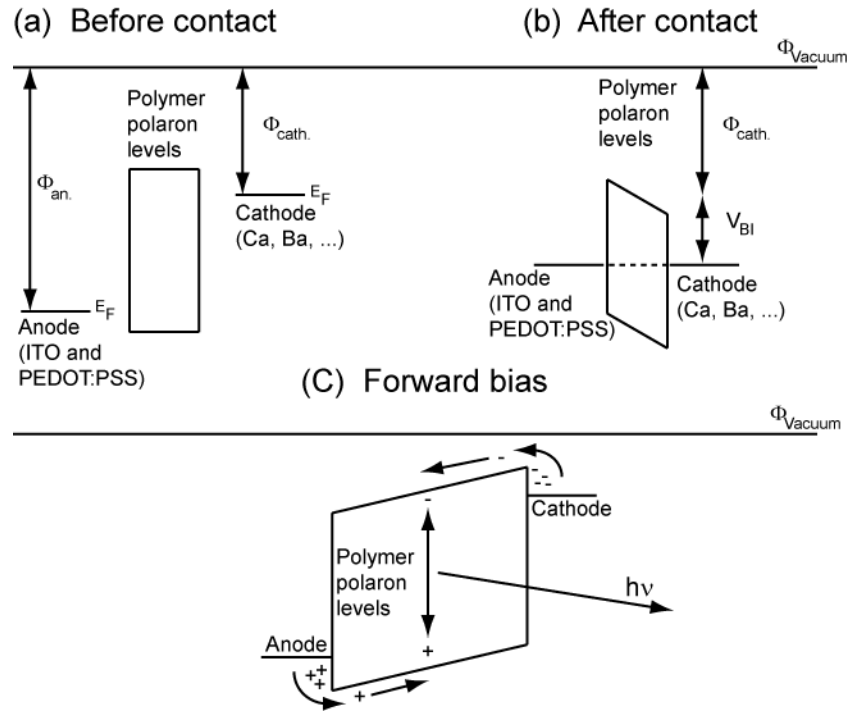 (a) Before contact
(b) After contact
Φ_Vacuum
Polymer
polaron
levels
Φ_cath.
Φ_an.
E_F
Cathode
(Ca, Ba, ...)
E_F
Anode
(ITO and
PEDOT:PSS)
Polymer
polaron
levels
Φ_cath.
V_BI
Anode
(ITO and
PEDOT:PSS)
Cathode
(Ca, Ba, ...)
(C) Forward bias
Φ_Vacuum
- 
- -
- -
-
Cathode
Polymer
polaron
levels
hν
Anode
+
+ +
+ +
+